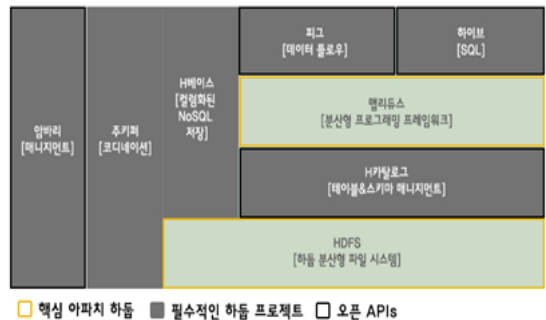 암바리
[매니지먼트]
주키퍼
[코디네이션]
H베이스
[컬럼화된
NoSQL
저장]
피그
[데이터 플로우]
하이브
[SQL]
맵리듀스
[분산형 프로그래밍 프레임워크]
H카탈로그
[테이블&스키마 매니지먼트]
HDFS
[하둡 분산형 파일 시스템]
핵심 아파치 하둡
필수적인 하둡 프로젝트
오픈 APIs